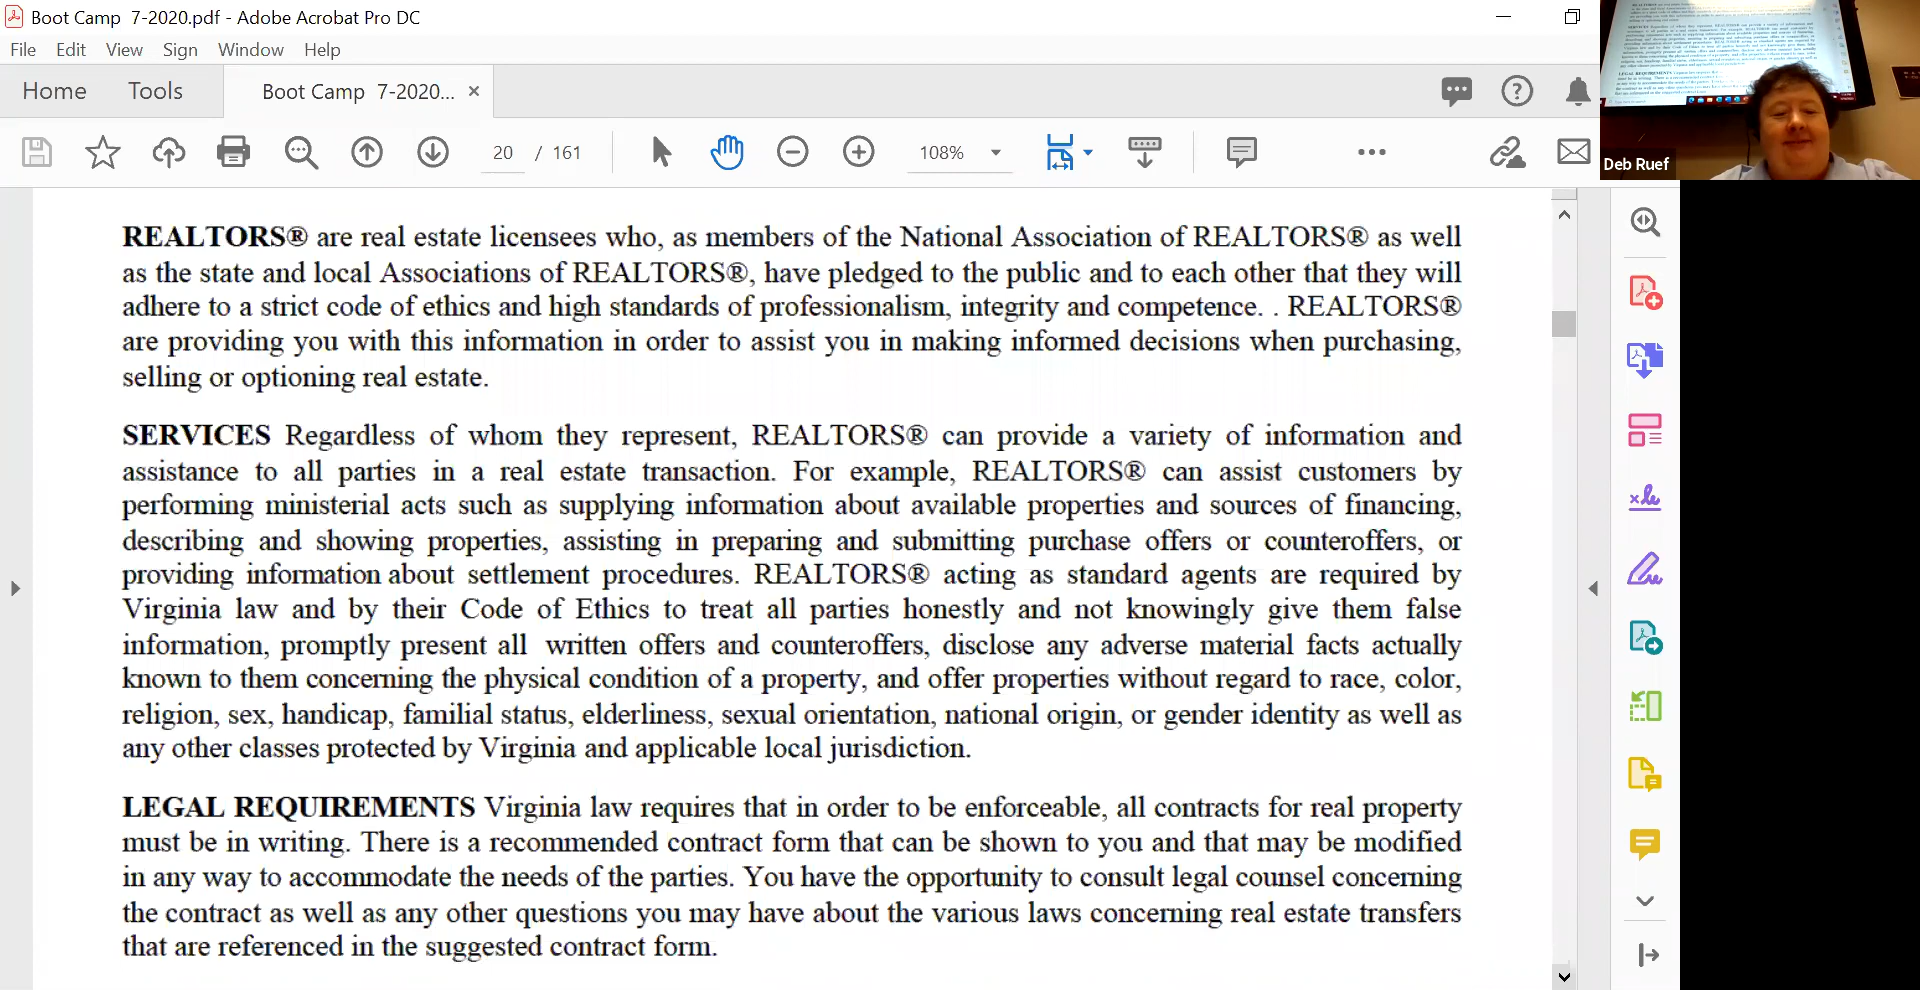 Boot Camp  7-2020.pdf - Adobe Acrobat Pro DC
File Edit View Sign Window Help
Home Tools Boot Camp  7-2020... ×
20 / 161 108%
Deb Ruef
REALTORS® are real estate licensees who, as members of the National Association of REALTORS® as well
as the state and local Associations of REALTORS®, have pledged to the public and to each other that they will
adhere to a strict code of ethics and high standards of professionalism, integrity and competence. . REALTORS®
are providing you with this information in order to assist you in making informed decisions when purchasing,
selling or optioning real estate.
SERVICES Regardless of whom they represent, REALTORS® can provide a variety of information and
assistance to all parties in a real estate transaction. For example, REALTORS® can assist customers by
performing ministerial acts such as supplying information about available properties and sources of financing,
describing and showing properties, assisting in preparing and submitting purchase offers or counteroffers, or
providing information about settlement procedures. REALTORS® acting as standard agents are required by
Virginia law and by their Code of Ethics to treat all parties honestly and not knowingly give them false
information, promptly present all  written offers and counteroffers, disclose any adverse material facts actually
known to them concerning the physical condition of a property, and offer properties without regard to race, color,
religion, sex, handicap, familial status, elderliness, sexual orientation, national origin, or gender identity as well as
any other classes protected by Virginia and applicable local jurisdiction.
LEGAL REQUIREMENTS Virginia law requires that in order to be enforceable, all contracts for real property
must be in writing. There is a recommended contract form that can be shown to you and that may be modified
in any way to accommodate the needs of the parties. You have the opportunity to consult legal counsel concerning
the contract as well as any other questions you may have about the various laws concerning real estate transfers
that are referenced in the suggested contract form.